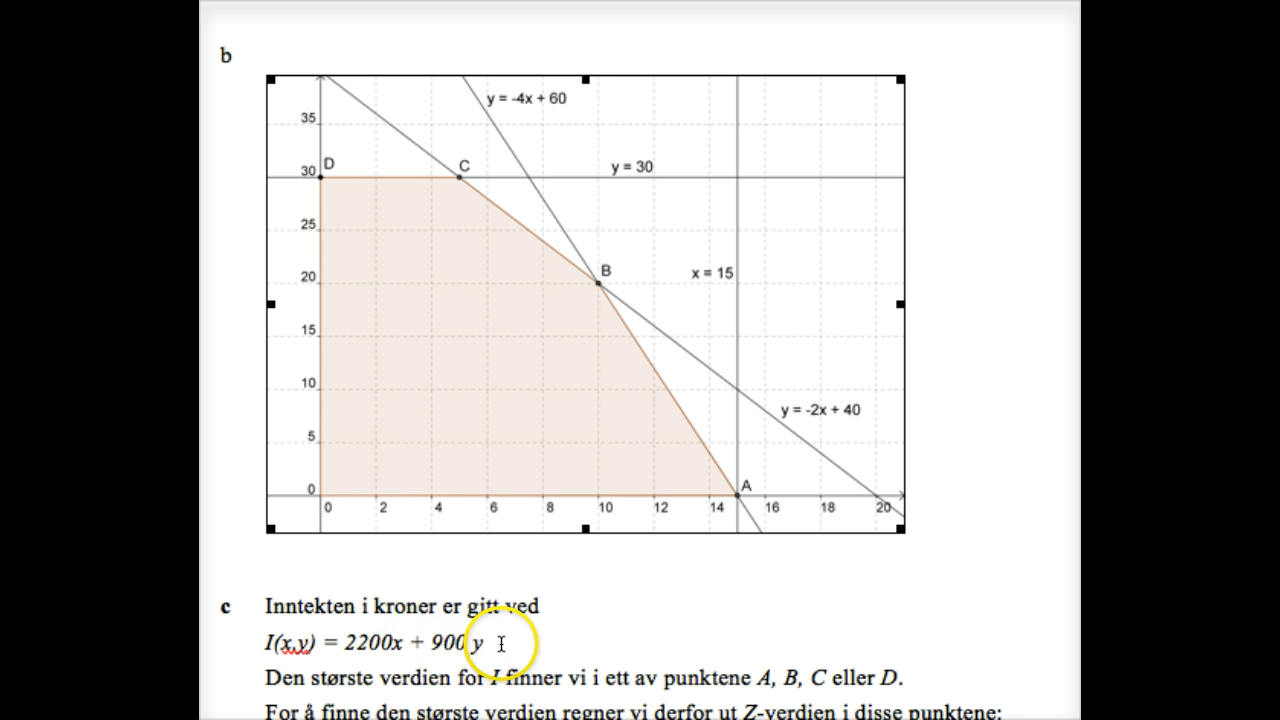 b
y = -4x + 60
35
D
C
30
y = 30
25
B
20
x = 15
15
10
y = -2x + 40
5
A
0
0 2 4 6 8 10 12 14 16 18 20
c Inntekten i kroner er gitt ved
I(x,y) = 2200x + 900 y
Den største verdien for I finner vi i ett av punktene A, B, C eller D.
For å finne den største verdien regner vi derfor ut Z-verdien i disse punktene: